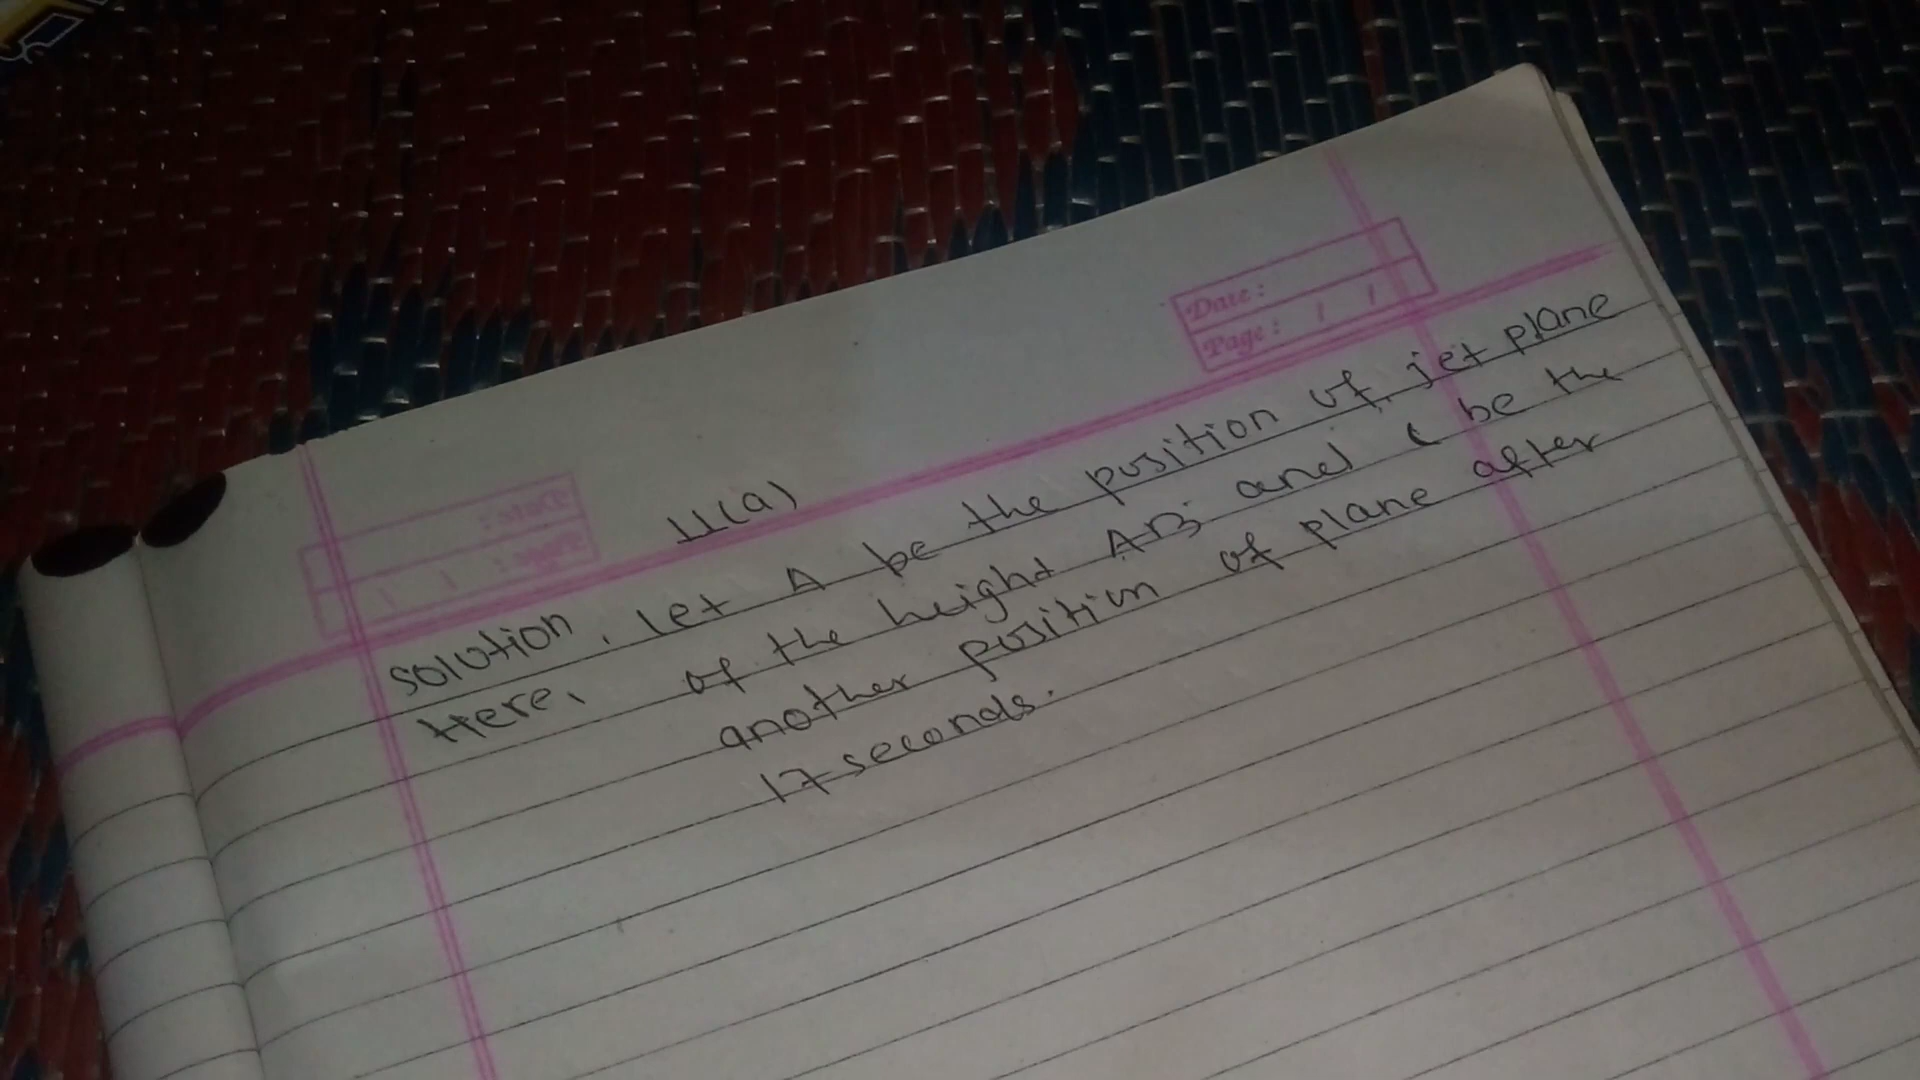 Date:
Page:
11(a)
solution, let A be the position of jet plane
Here, of the height AB and C be the
another position of plane after
17 seconds.